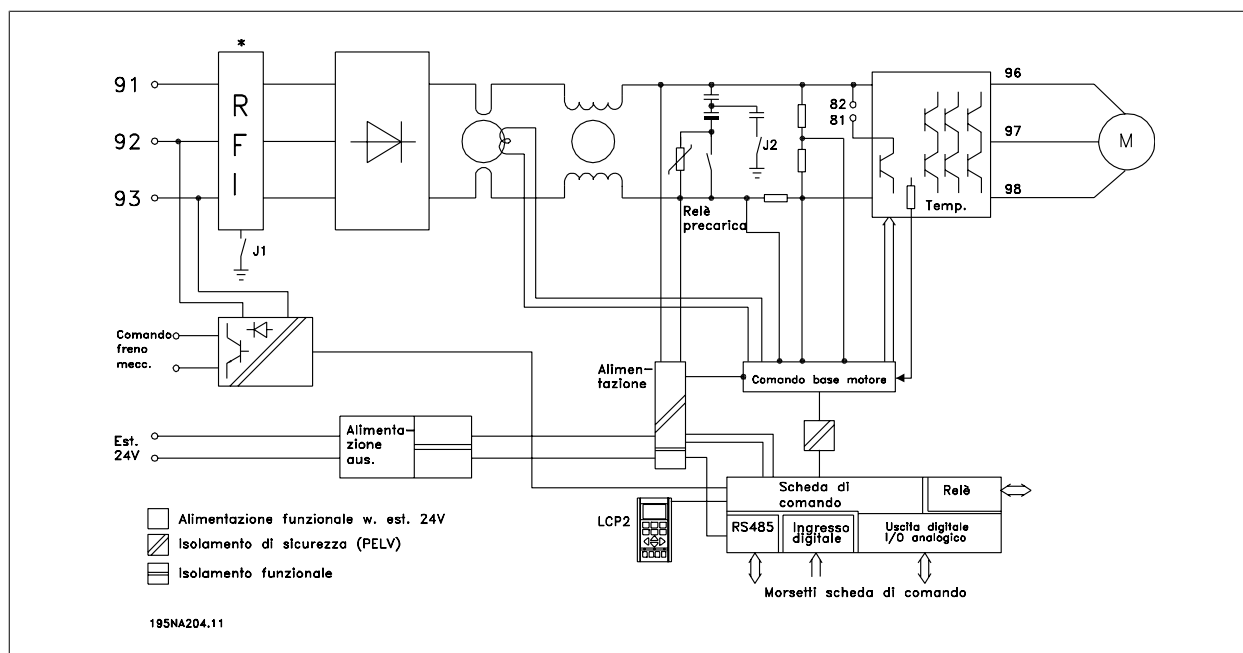 *
91
92
93
R
F
I
J1
J2
82
81
96
97
98
M
Temp.
Relè
precarica
Comando
freno
mecc.
Alimen-
tazione
Comando base motore
Est.
24V
Alimenta-
zione
aus.
Scheda di
comando
Relè
LCP2
RS485
Ingresso
digitale
Uscita digitale
I/O analogico
Morsetti scheda di comando
Alimentazione funzionale w. est. 24V
Isolamento di sicurezza (PELV)
Isolamento funzionale
195NA204.11